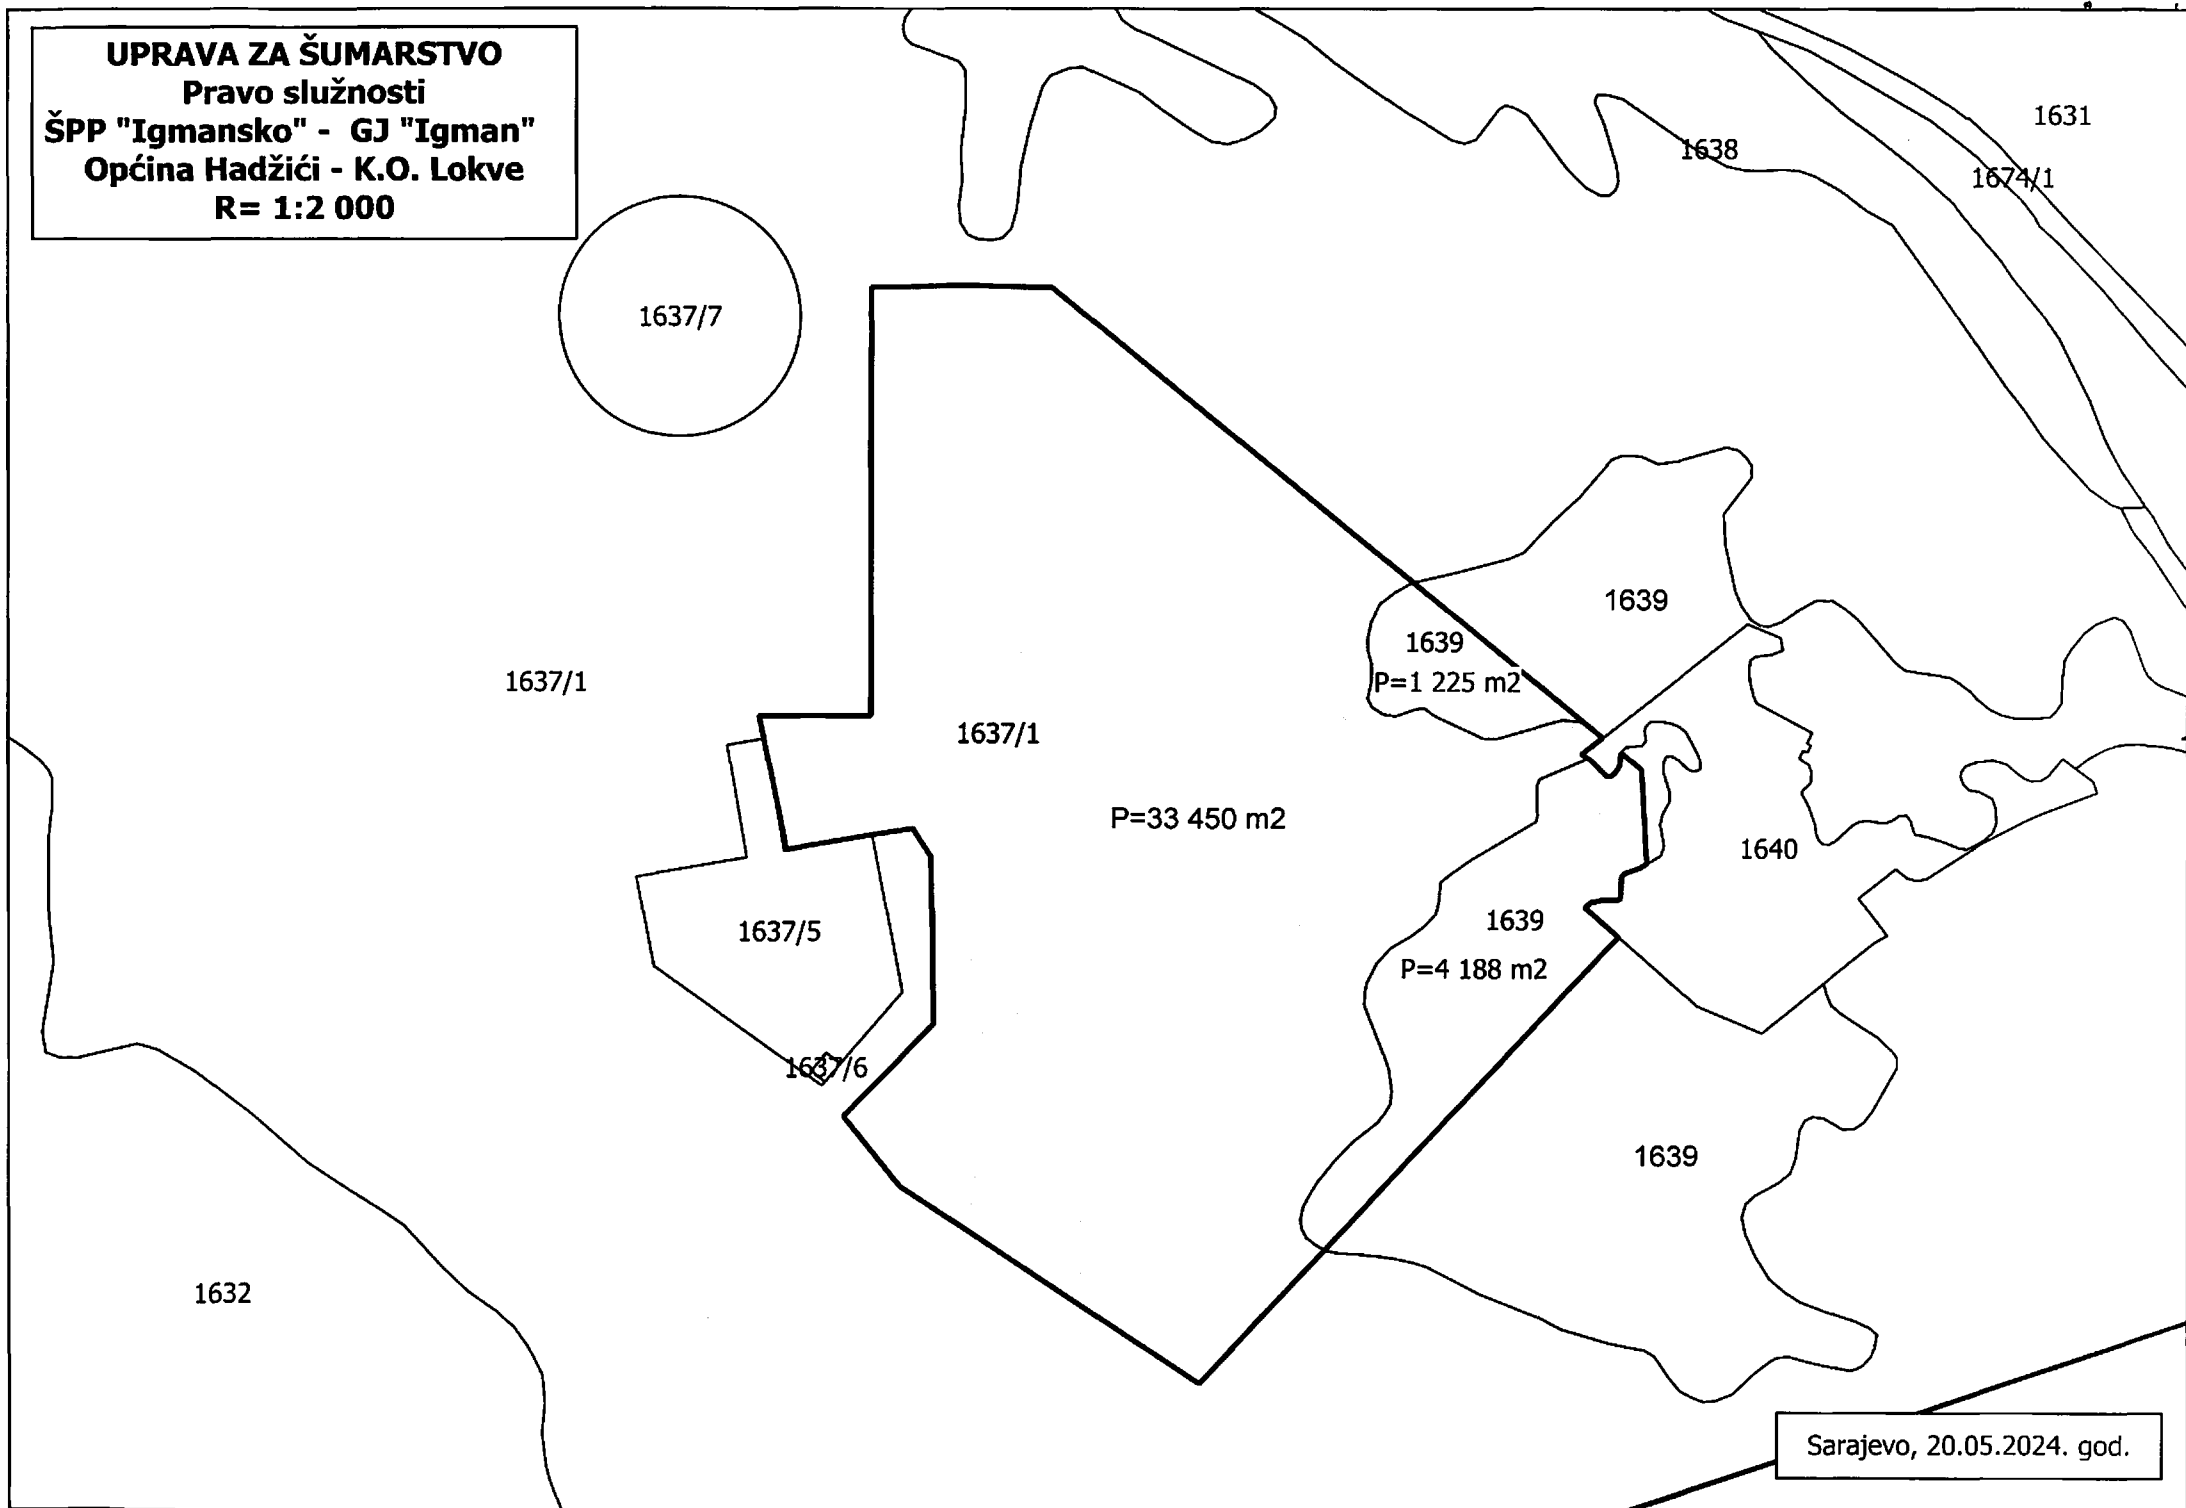 UPRAVA ZA ŠUMARSTVO
Pravo služnosti
ŠPP "Igmansko" - GJ "Igman"
Općina Hadžići - K.O. Lokve
R= 1:2 000
1631
1638
1674/1
1637/7
1639
1639
P=1 225 m2
1637/1
1637/1
P=33 450 m2
1640
1639
P=4 188 m2
1637/5
1637/6
1639
1632
Sarajevo, 20.05.2024. god.